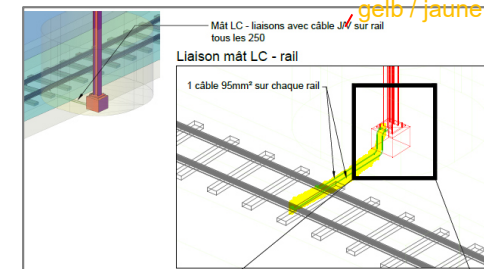 gelb / jaune
Mât LC - liaisons avec câble J/V sur rail
tous les 250
Liaison mât LC - rail
1 câble 95mm² sur chaque rail